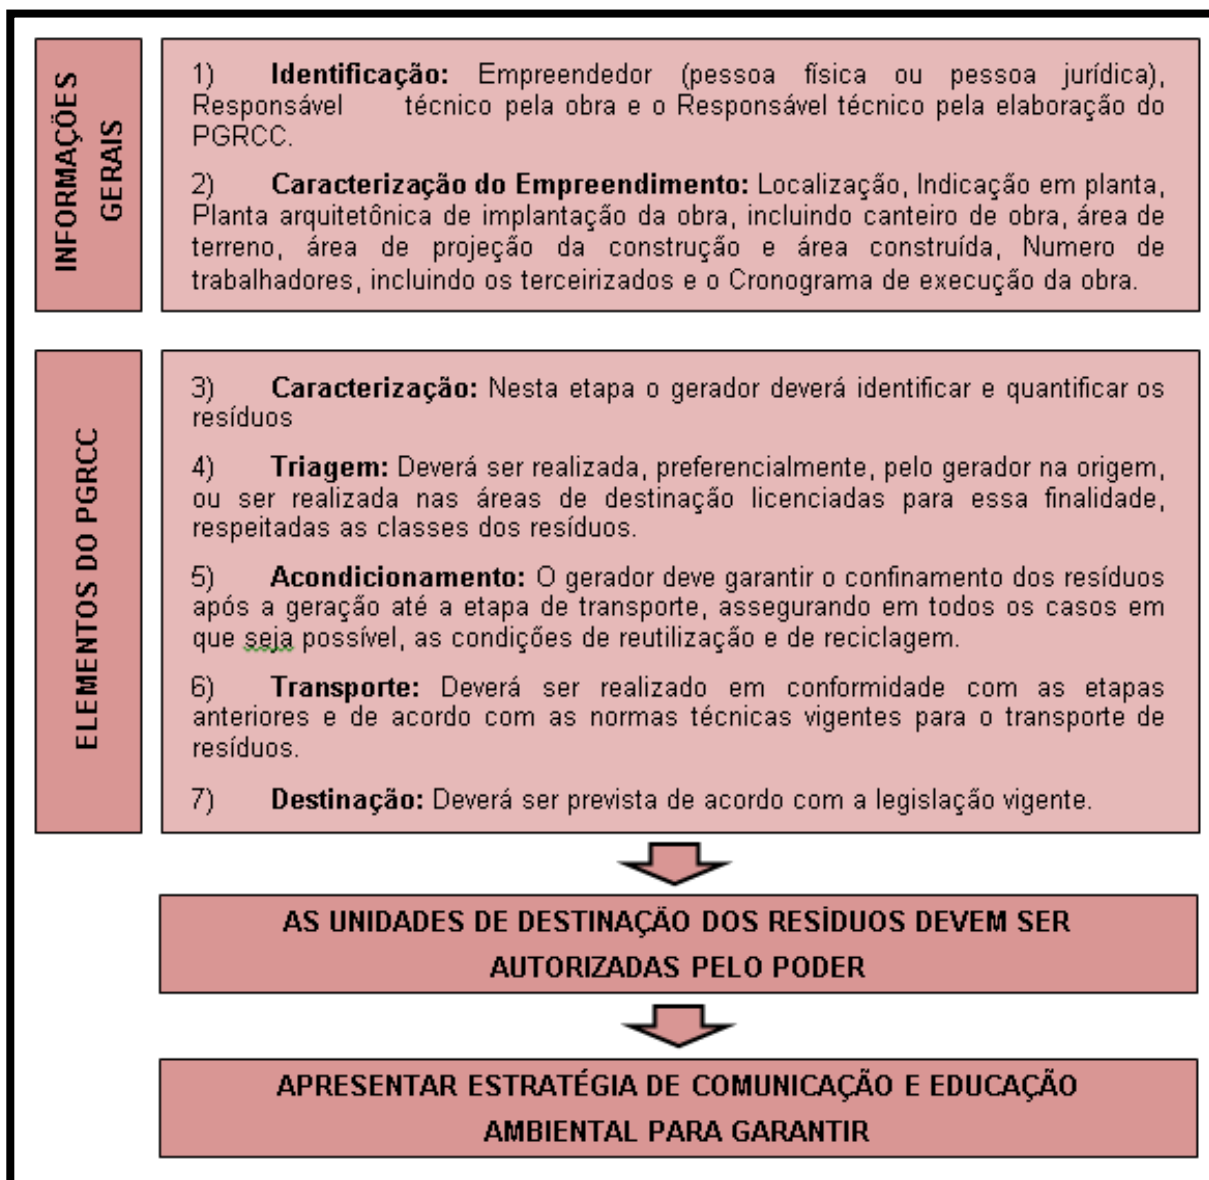 INFORMAÇÕES
GERAIS
1) Identificação: Empreendedor (pessoa física ou pessoa jurídica),
Responsável técnico pela obra e o Responsável técnico pela elaboração do
PGRCC.
2) Caracterização do Empreendimento: Localização, Indicação em planta,
Planta arquitetônica de implantação da obra, incluindo canteiro de obra, área de
terreno, área de projeção da construção e área construída, Numero de
trabalhadores, incluindo os terceirizados e o Cronograma de execução da obra.
ELEMENTOS DO PGRCC
3) Caracterização: Nesta etapa o gerador deverá identificar e quantificar os
resíduos
4) Triagem: Deverá ser realizada, preferencialmente, pelo gerador na origem,
ou ser realizada nas áreas de destinação licenciadas para essa finalidade,
respeitadas as classes dos resíduos.
5) Acondicionamento: O gerador deve garantir o confinamento dos resíduos
após a geração até a etapa de transporte, assegurando em todos os casos em
que seja possível, as condições de reutilização e de reciclagem.
6) Transporte: Deverá ser realizado em conformidade com as etapas
anteriores e de acordo com as normas técnicas vigentes para o transporte de
resíduos.
7) Destinação: Deverá ser prevista de acordo com a legislação vigente.
AS UNIDADES DE DESTINAÇÃO DOS RESÍDUOS DEVEM SER
AUTORIZADAS PELO PODER
APRESENTAR ESTRATÉGIA DE COMUNICAÇÃO E EDUCAÇÃO
AMBIENTAL PARA GARANTIR